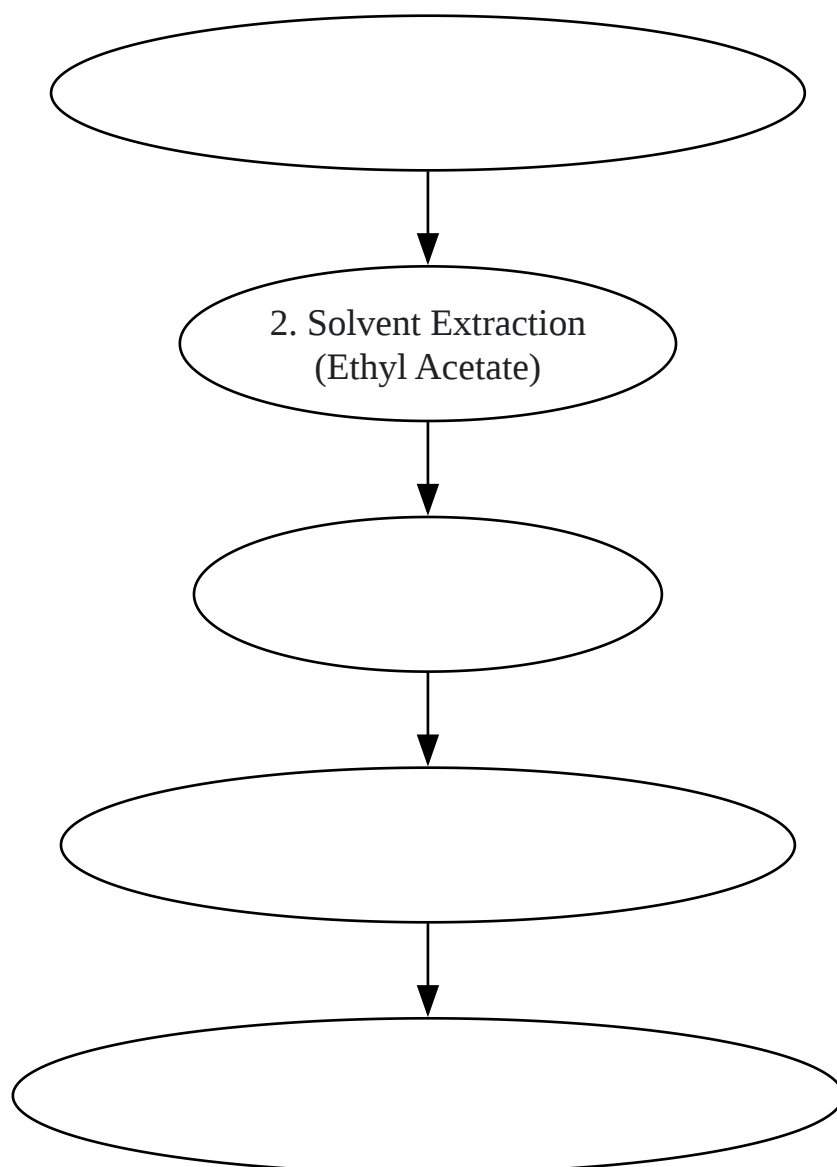 2. Solvent Extraction
(Ethyl Acetate)